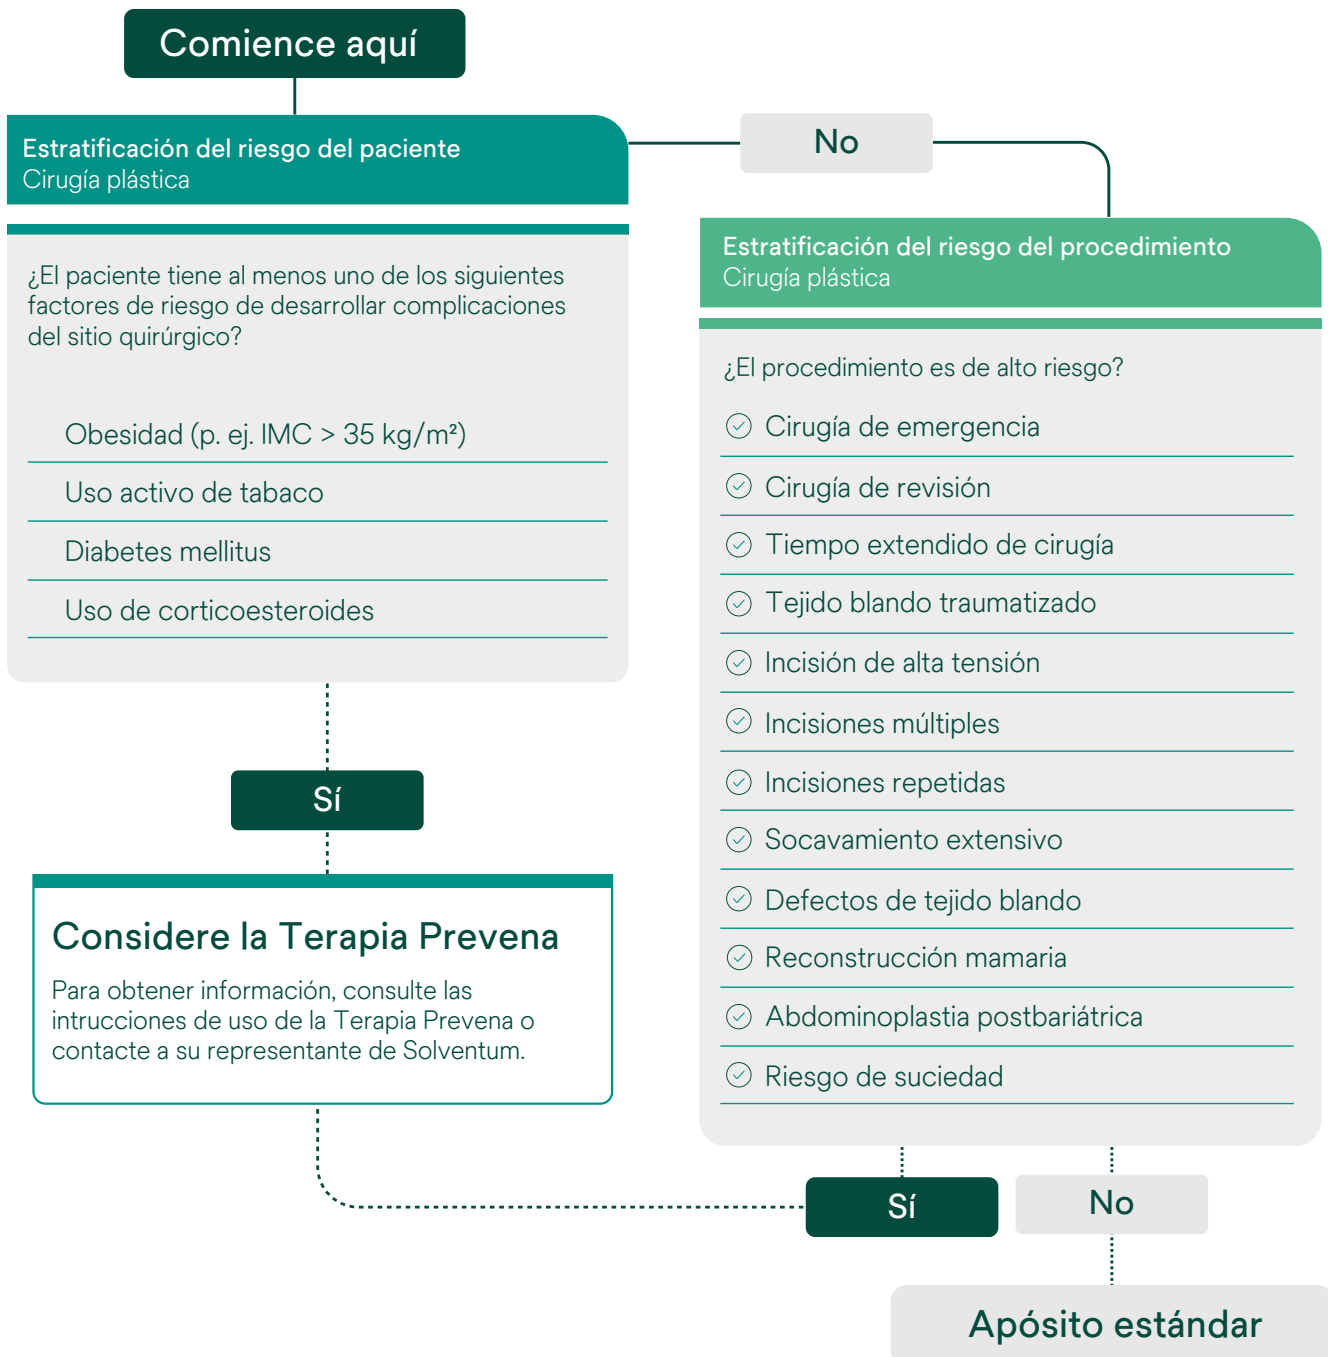 Comience aquí
Estratificación del riesgo del paciente
Cirugía plástica
No
¿El paciente tiene al menos uno de los siguientes
factores de riesgo de desarrollar complicaciones
del sitio quirúrgico?
Obesidad (p. ej. IMC > 35 kg/m²)
Uso activo de tabaco
Diabetes mellitus
Uso de corticoesteroides
Sí
Considere la Terapia Prevena
Para obtener información, consulte las
intrucciones de uso de la Terapia Prevena o
contacte a su representante de Solventum.
Estratificación del riesgo del procedimiento
Cirugía plástica
¿El procedimiento es de alto riesgo?
Cirugía de emergencia
Cirugía de revisión
Tiempo extendido de cirugía
Tejido blando traumatizado
Incisión de alta tensión
Incisiones múltiples
Incisiones repetidas
Socavamiento extensivo
Defectos de tejido blando
Reconstrucción mamaria
Abdominoplastia postbariátrica
Riesgo de suciedad
Sí
No
Apósito estándar